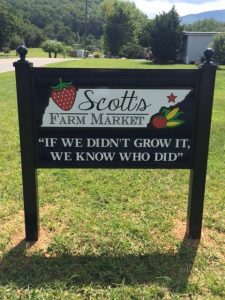 Scott's
FARM MARKET
"IF WE DIDN'T GROW IT,
WE KNOW WHO DID"